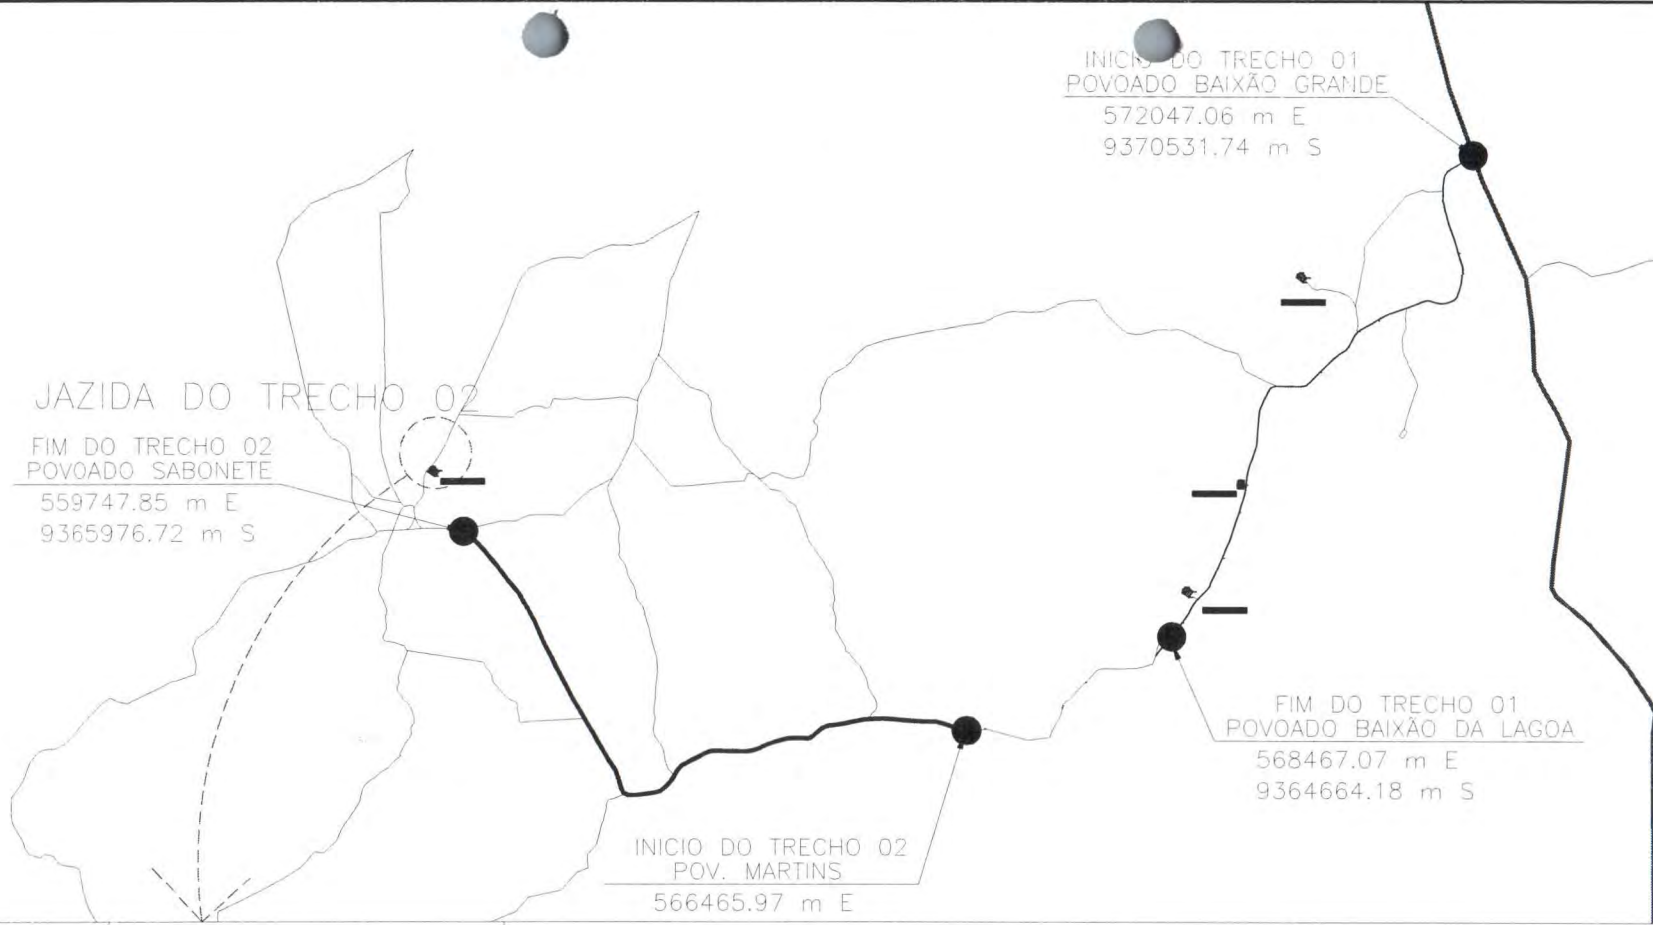 INICIO DO TRECHO 01
POVOADO BAIXÃO GRANDE
572047.06 m E
9370531.74 m S
JAZIDA DO TRECHO 02
FIM DO TRECHO 02
POVOADO SABONETE
559747.85 m E
9365976.72 m S
FIM DO TRECHO 01
POVOADO BAIXÃO DA LAGOA
568467.07 m E
9364664.18 m S
INICIO DO TRECHO 02
POV. MARTINS
566465.97 m E